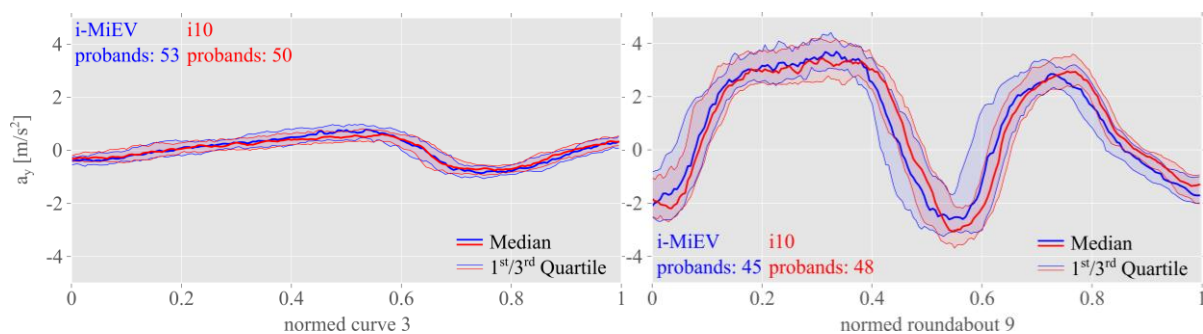 i-MiEV i10
probands: 53 probands: 50
a_y [m/s²]
4
2
0
-2
-4
Median
1st/3rd Quartile
0 0.2 0.4 0.6 0.8 1
normed curve 3
4
2
0
-2
-4
i-MiEV i10
probands: 45 probands: 48
Median
1st/3rd Quartile
0 0.2 0.4 0.6 0.8 1
normed roundabout 9